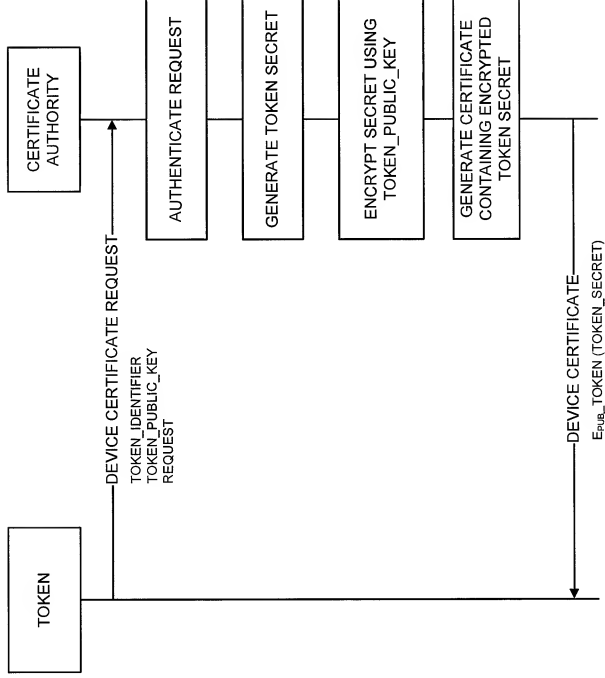 TOKEN
CERTIFICATE
AUTHORITY
DEVICE CERTIFICATE REQUEST
TOKEN_IDENTIFIER
TOKEN_PUBLIC_KEY
REQUEST
AUTHENTICATE REQUEST
GENERATE TOKEN SECRET
ENCRYPT SECRET USING
TOKEN_PUBLIC_KEY
GENERATE CERTIFICATE
CONTAINING ENCRYPTED
TOKEN SECRET
DEVICE CERTIFICATE
EPUB_TOKEN (TOKEN_SECRET)